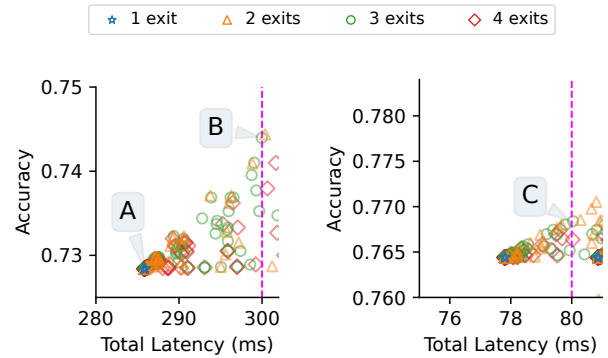 1 exit 2 exits 3 exits 4 exits
0.75
0.74
0.73
Accuracy
A
B
280 290 300
Total Latency (ms)
0.780
0.775
0.770
0.765
0.760
Accuracy
C
76 78 80
Total Latency (ms)